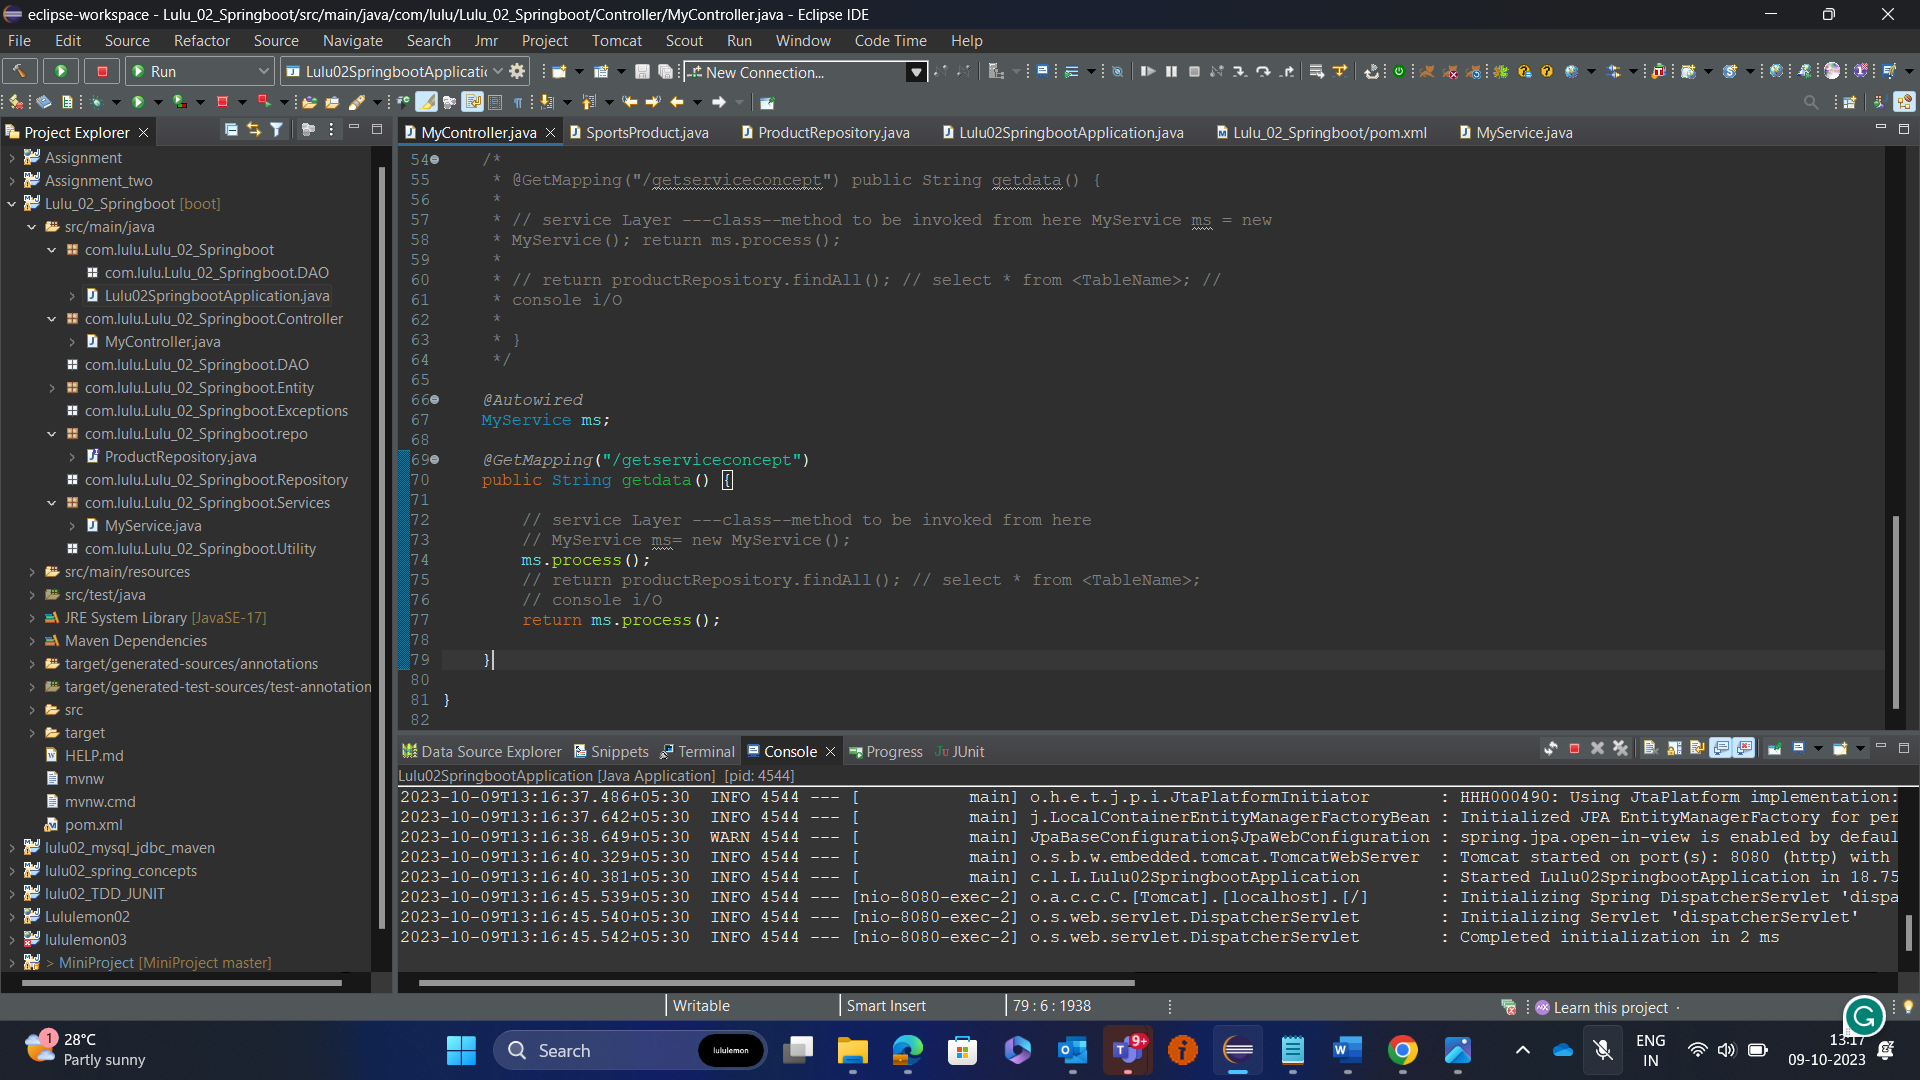 eclipse-workspace - Lulu_02_Springboot/src/main/java/com/lulu/Lulu_02_Springboot/Controller/MyController.java - Eclipse IDE
File Edit Source Refactor Source Navigate Search Jmr Project Tomcat Scout Run Window Code Time Help
Run Lulu02SpringbootApplicatic New Connection...
Project Explorer
Assignment
Assignment_two
Lulu_02_Springboot [boot]
src/main/java
com.lulu.Lulu_02_Springboot
com.lulu.Lulu_02_Springboot.DAO
Lulu02SpringbootApplication.java
com.lulu.Lulu_02_Springboot.Controller
MyController.java
com.lulu.Lulu_02_Springboot.DAO
com.lulu.Lulu_02_Springboot.Entity
com.lulu.Lulu_02_Springboot.Exceptions
com.lulu.Lulu_02_Springboot.repo
ProductRepository.java
com.lulu.Lulu_02_Springboot.Repository
com.lulu.Lulu_02_Springboot.Services
MyService.java
com.lulu.Lulu_02_Springboot.Utility
src/main/resources
src/test/java
JRE System Library [JavaSE-17]
Maven Dependencies
target/generated-sources/annotations
target/generated-test-sources/test-annotation
src
target
HELP.md
mvnw
mvnw.cmd
pom.xml
lulu02_mysql_jdbc_maven
lulu02_spring_concepts
lulu02_TDD_JUNIT
Lululemon02
lululemon03
> MiniProject [MiniProject master]
MyController.java SportsProduct.java ProductRepository.java Lulu02SpringbootApplication.java Lulu_02_Springboot/pom.xml MyService.java
54 /*
55 * @GetMapping("/getserviceconcept") public String getdata() {
56 *
57 * // service Layer ---class--method to be invoked from here MyService ms = new
58 * MyService(); return ms.process();
59 *
60 * // return productRepository.findAll(); // select * from <TableName>; //
61 * console i/O
62 *
63 * }
64 */
65
66 @Autowired
67 MyService ms;
68
69 @GetMapping("/getserviceconcept")
70 public String getdata() {
71
72 // service Layer ---class--method to be invoked from here
73 // MyService ms= new MyService();
74 ms.process();
75 // return productRepository.findAll(); // select * from <TableName>;
76 // console i/O
77 return ms.process();
78
79 }
80
81 }
82
Data Source Explorer Snippets Terminal Console Progress JUnit
Lulu02SpringbootApplication [Java Application] [pid: 4544]
2023-10-09T13:16:37.486+05:30 INFO 4544 --- [ main] o.h.e.t.j.p.i.JtaPlatformInitiator : HHH000490: Using JtaPlatform implementation:
2023-10-09T13:16:37.642+05:30 INFO 4544 --- [ main] j.LocalContainerEntityManagerFactoryBean : Initialized JPA EntityManagerFactory for per
2023-10-09T13:16:38.649+05:30 WARN 4544 --- [ main] JpaBaseConfiguration$JpaWebConfiguration : spring.jpa.open-in-view is enabled by defaul
2023-10-09T13:16:40.329+05:30 INFO 4544 --- [ main] o.s.b.w.embedded.tomcat.TomcatWebServer : Tomcat started on port(s): 8080 (http) with
2023-10-09T13:16:40.381+05:30 INFO 4544 --- [ main] c.l.L.Lulu02SpringbootApplication : Started Lulu02SpringbootApplication in 18.75
2023-10-09T13:16:45.539+05:30 INFO 4544 --- [nio-8080-exec-2] o.a.c.c.C.[Tomcat].[localhost].[/] : Initializing Spring DispatcherServlet 'dispa
2023-10-09T13:16:45.540+05:30 INFO 4544 --- [nio-8080-exec-2] o.s.web.servlet.DispatcherServlet : Initializing Servlet 'dispatcherServlet'
2023-10-09T13:16:45.542+05:30 INFO 4544 --- [nio-8080-exec-2] o.s.web.servlet.DispatcherServlet : Completed initialization in 2 ms
Writable Smart Insert 79 : 6 : 1938 Learn this project
1 28°C
Partly sunny
Search lululemon 9+
ENG
IN
13:17
09-10-2023